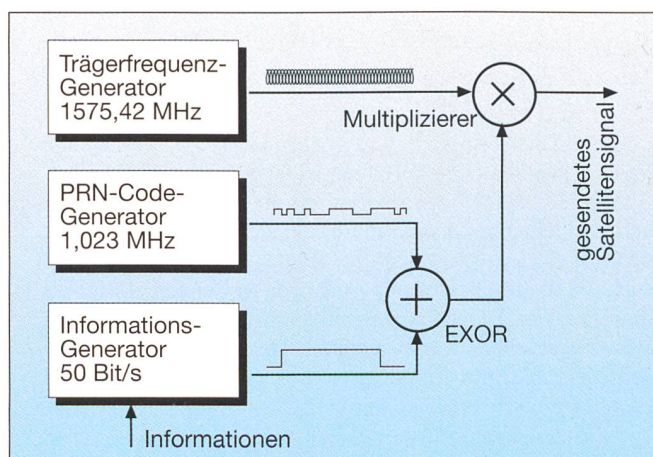 Trägerfrequenz-
Generator
1575,42 MHz
Multiplizierer
PRN-Code-
Generator
1,023 MHz
gesendetes
Satellitensignal
Informations-
Generator
50 Bit/s
EXOR
Informationen